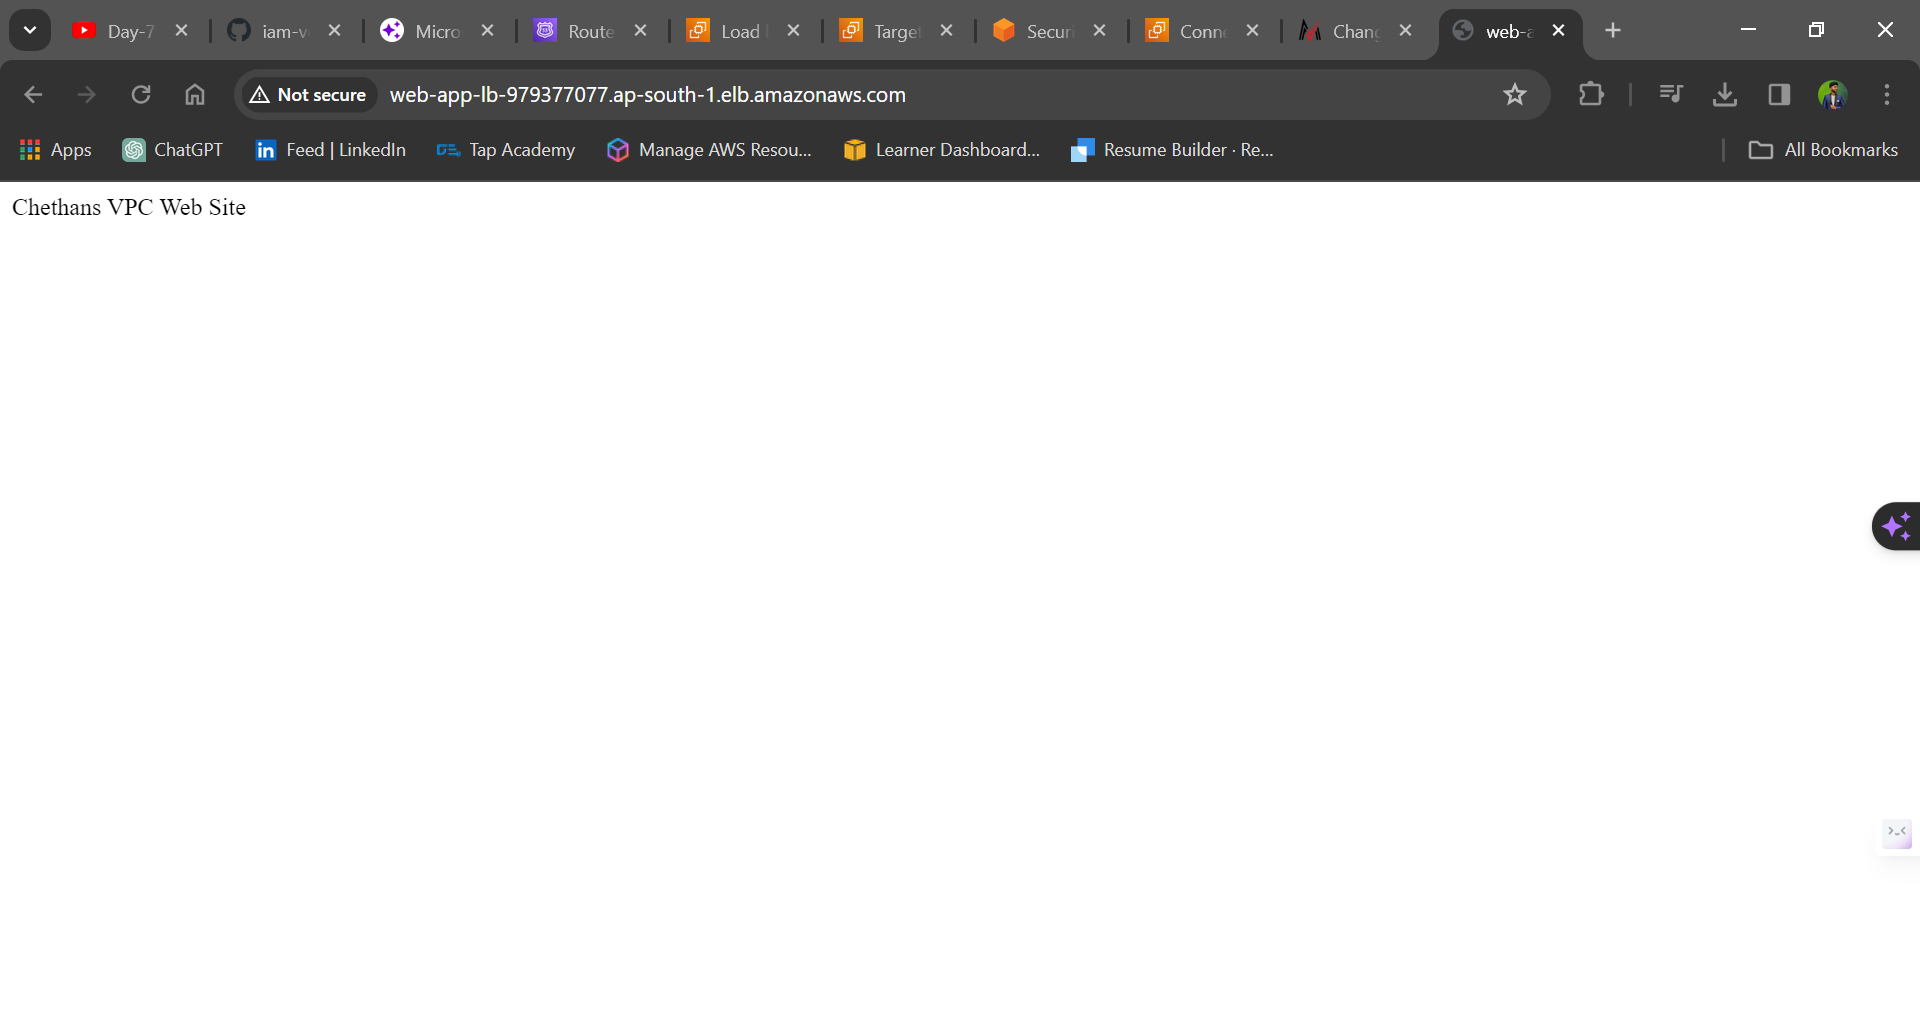 Day-7
iam-v
Micro
Route
Load
Target
Securi
Conne
Chang
web-a
Not secure
web-app-lb-979377077.ap-south-1.elb.amazonaws.com
Apps
ChatGPT
Feed | LinkedIn
Tap Academy
Manage AWS Resou...
Learner Dashboard...
Resume Builder · Re...
All Bookmarks
Chethans VPC Web Site